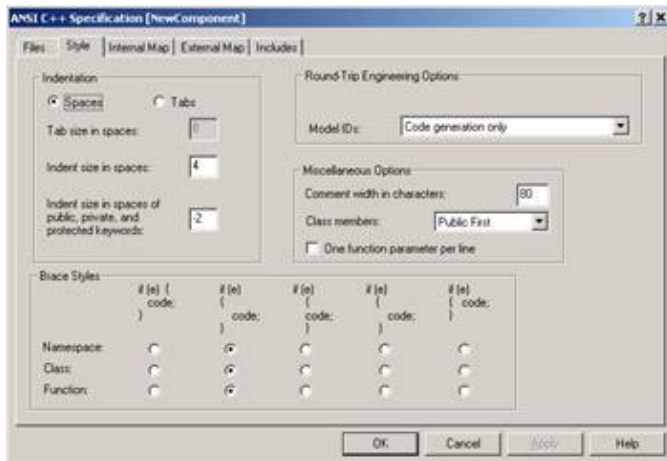 ANSI C++ Specification [NewComponent]
Files Style Internal Map External Map Includes
Indentation
Spaces Tabs
Tab size in spaces:
Indent size in spaces: 4
Indent size in spaces of
public, private, and
protected keywords: -2
Round-Trip Engineering Options
Model IDs: Code generation only
Miscellaneous Options
Comment width in characters: 80
Class members: Public First
One function parameter per line
Brace Styles
if (e) { if (e) if (e) if (e) if (e)
code; { { { { code;
} code; code; code; }
} } }
Namespace:
Class:
Function:
OK Cancel Apply Help